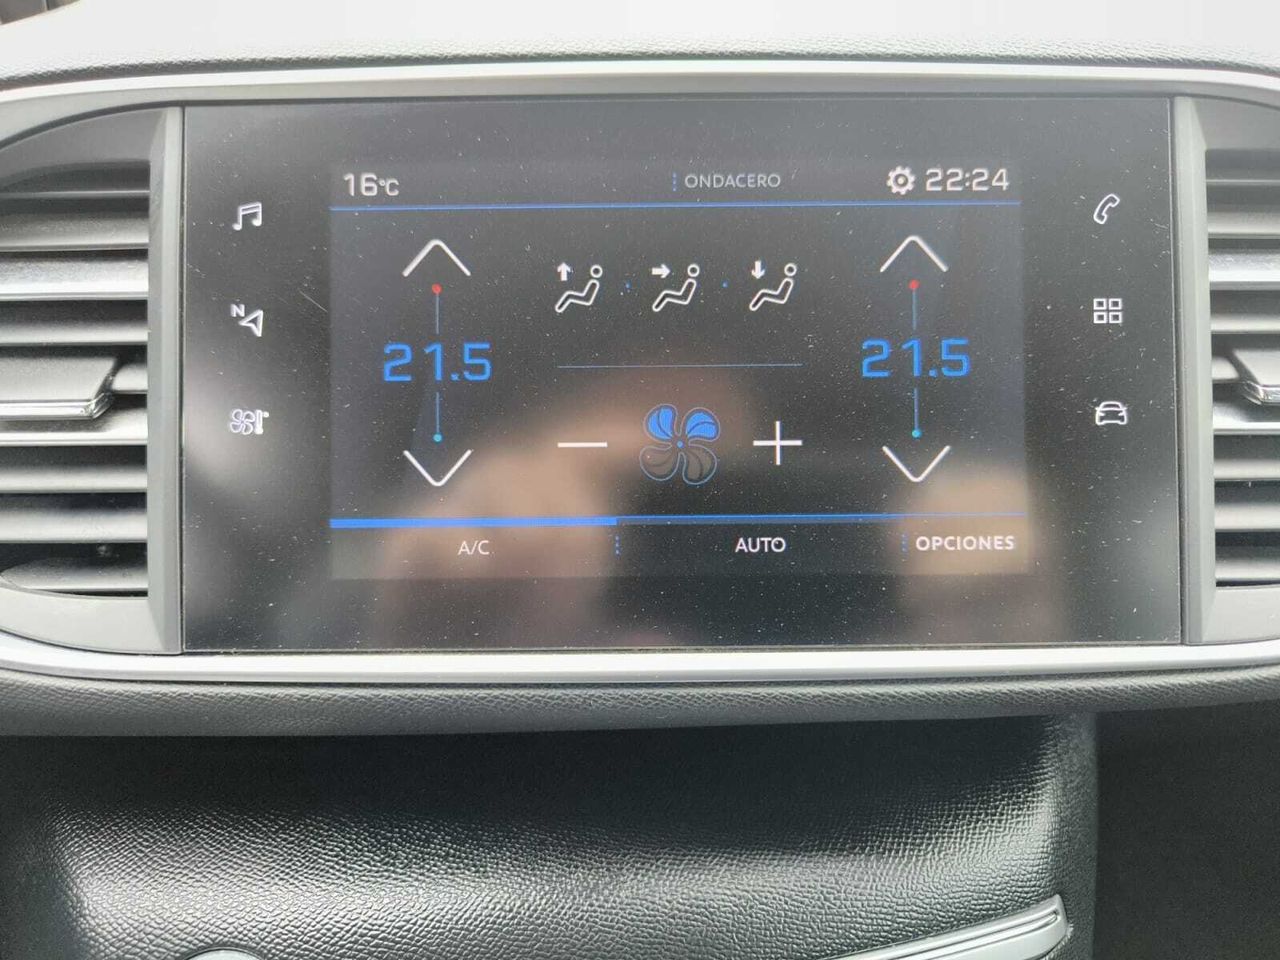 16°C
ONDACERO
22:24
N
21.5
21.5
A/C
AUTO
OPCIONES